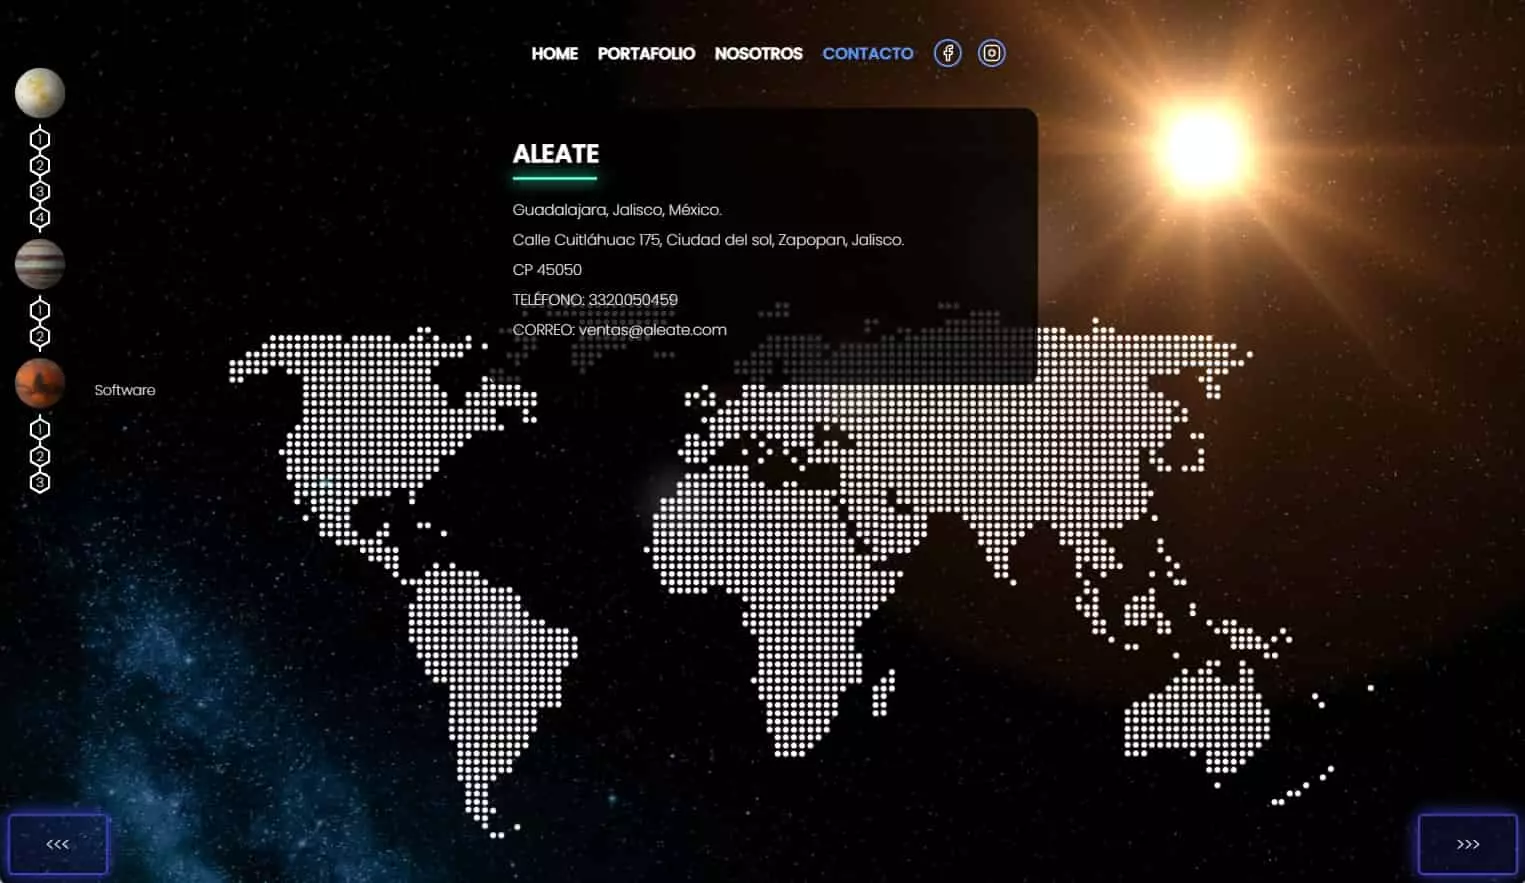 HOME PORTAFOLIO NOSOTROS CONTACTO
ALEATE
Guadalajara, Jalisco, México.
Calle Cuitláhuac 175, Ciudad del sol, Zapopan, Jalisco.
CP 45050
TELÉFONO: 3320050459
CORREO: ventas@aleate.com
1
2
3
4
1
2
Software
1
2
3
<<<
>>>